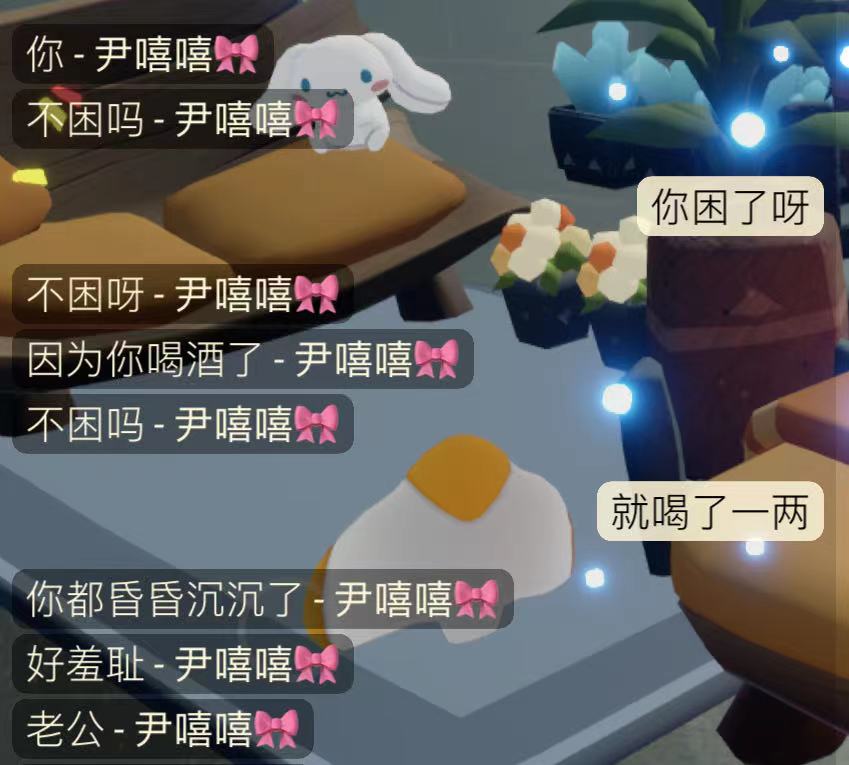 你 - 尹嘻嘻🎀
不困吗 - 尹嘻嘻🎀
你困了呀
不困呀 - 尹嘻嘻🎀
因为你喝酒了 - 尹嘻嘻🎀
不困吗 - 尹嘻嘻🎀
就喝了一两
你都昏昏沉沉了 - 尹嘻嘻🎀
好羞耻 - 尹嘻嘻🎀
老公 - 尹嘻嘻🎀